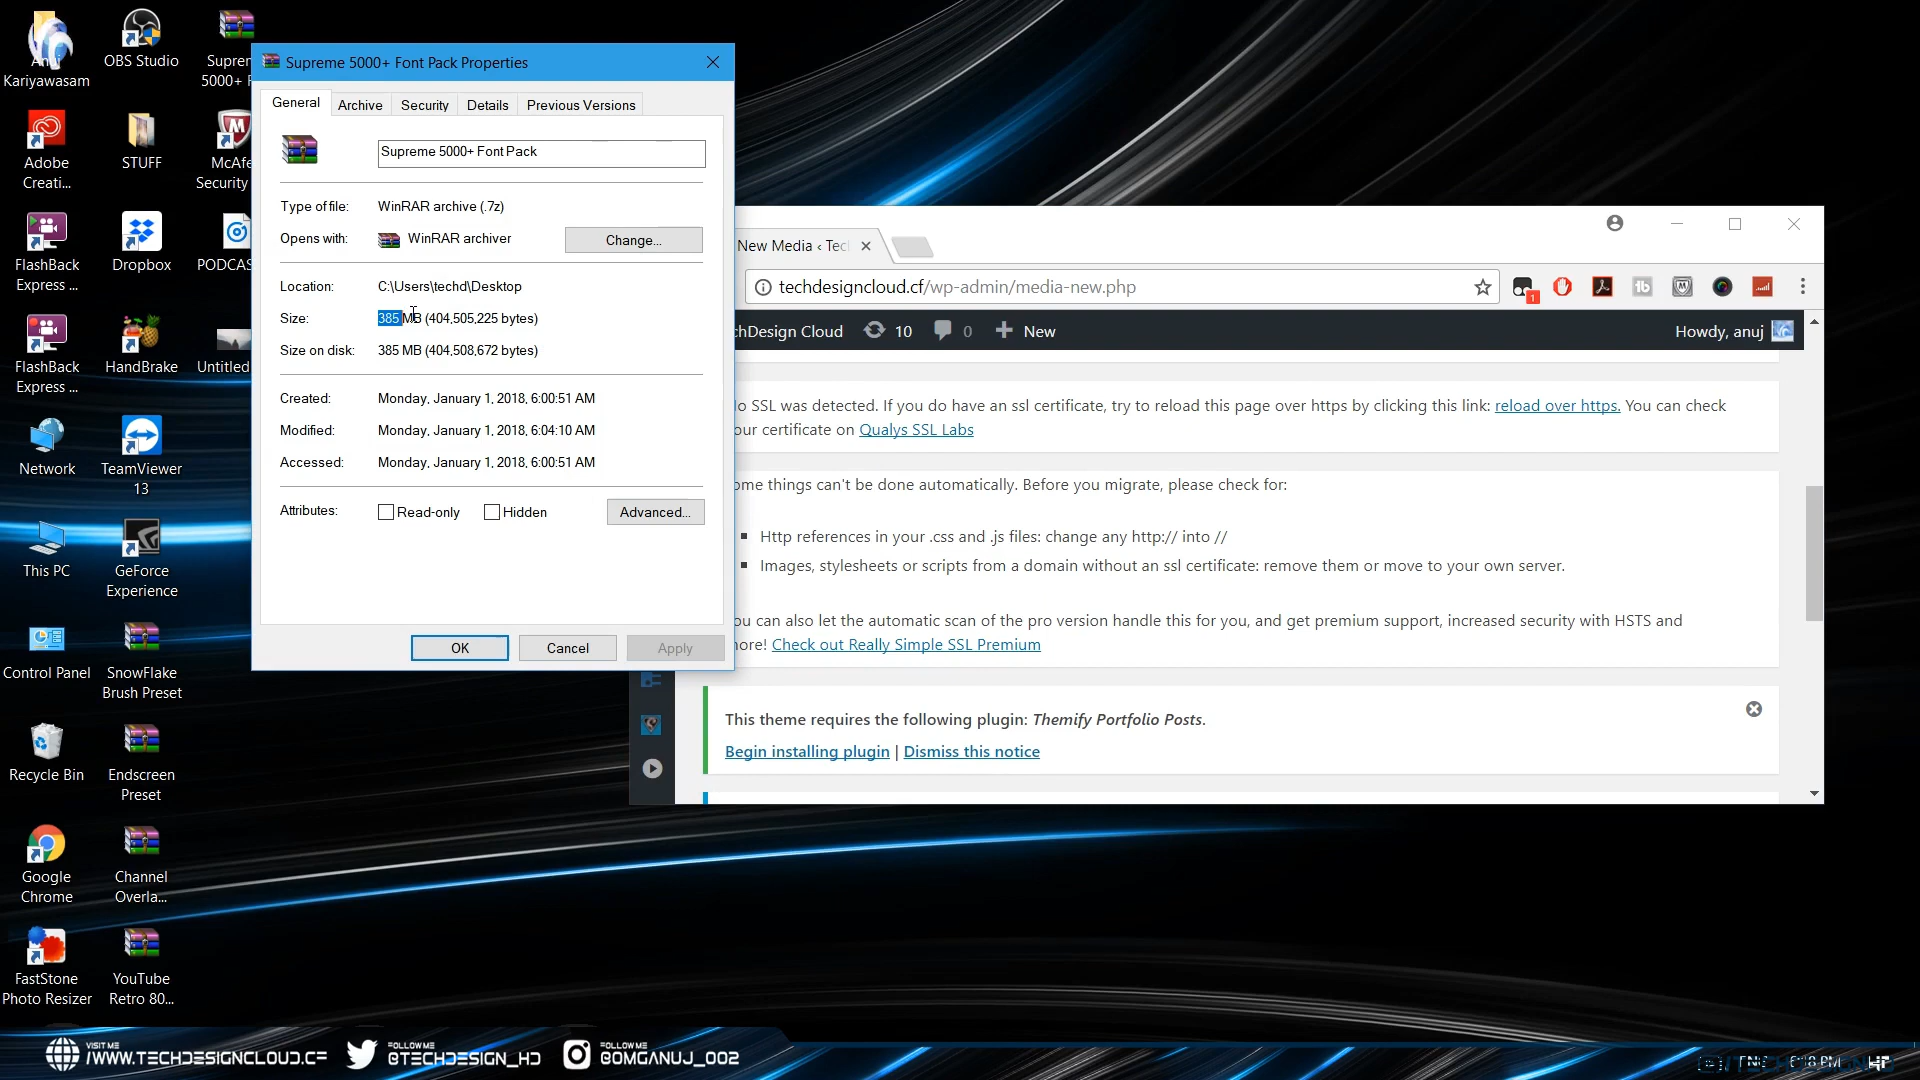 Anuj
Kariyawasam
OBS Studio
Suprem
5000+ F
Adobe
Creati...
STUFF
McAfe
Security
FlashBack
Express ...
Dropbox
PODCAS
FlashBack
Express ...
HandBrake
Untitled
Network
TeamViewer
13
This PC
GeForce
Experience
Control Panel
SnowFlake
Brush Preset
Recycle Bin
Endscreen
Preset
Google
Chrome
Channel
Overla...
FastStone
Photo Resizer
YouTube
Retro 80...
Supreme 5000+ Font Pack Properties
General
Archive
Security
Details
Previous Versions
Supreme 5000+ Font Pack
Type of file:
WinRAR archive (.7z)
Opens with:
WinRAR archiver
Change...
Location:
C:\Users\techd\Desktop
Size:
385 MB (404,505,225 bytes)
Size on disk:
385 MB (404,508,672 bytes)
Created:
Monday, January 1, 2018, 6:00:51 AM
Modified:
Monday, January 1, 2018, 6:04:10 AM
Accessed:
Monday, January 1, 2018, 6:00:51 AM
Attributes:
Read-only
Hidden
Advanced...
OK
Cancel
Apply
New Media ‹ Tec
techdesigncloud.cf/wp-admin/media-new.php
1
chDesign Cloud
10
0
New
Howdy, anuj
o SSL was detected. If you do have an ssl certificate, try to reload this page over https by clicking this link: reload over https. You can check
our certificate on Qualys SSL Labs
ome things can't be done automatically. Before you migrate, please check for:
Http references in your .css and .js files: change any http:// into //
Images, stylesheets or scripts from a domain without an ssl certificate: remove them or move to your own server.
ou can also let the automatic scan of the pro version handle this for you, and get premium support, increased security with HSTS and
ore! Check out Really Simple SSL Premium
This theme requires the following plugin: Themify Portfolio Posts.
Begin installing plugin | Dismiss this notice
VISIT ME
/WWW.TECHDESIGNCLOUD.CF
FOLLOW ME
@TECHDESIGN_HD
FOLLOW ME
@OMGANUJ_002
ENG
6:18 PM